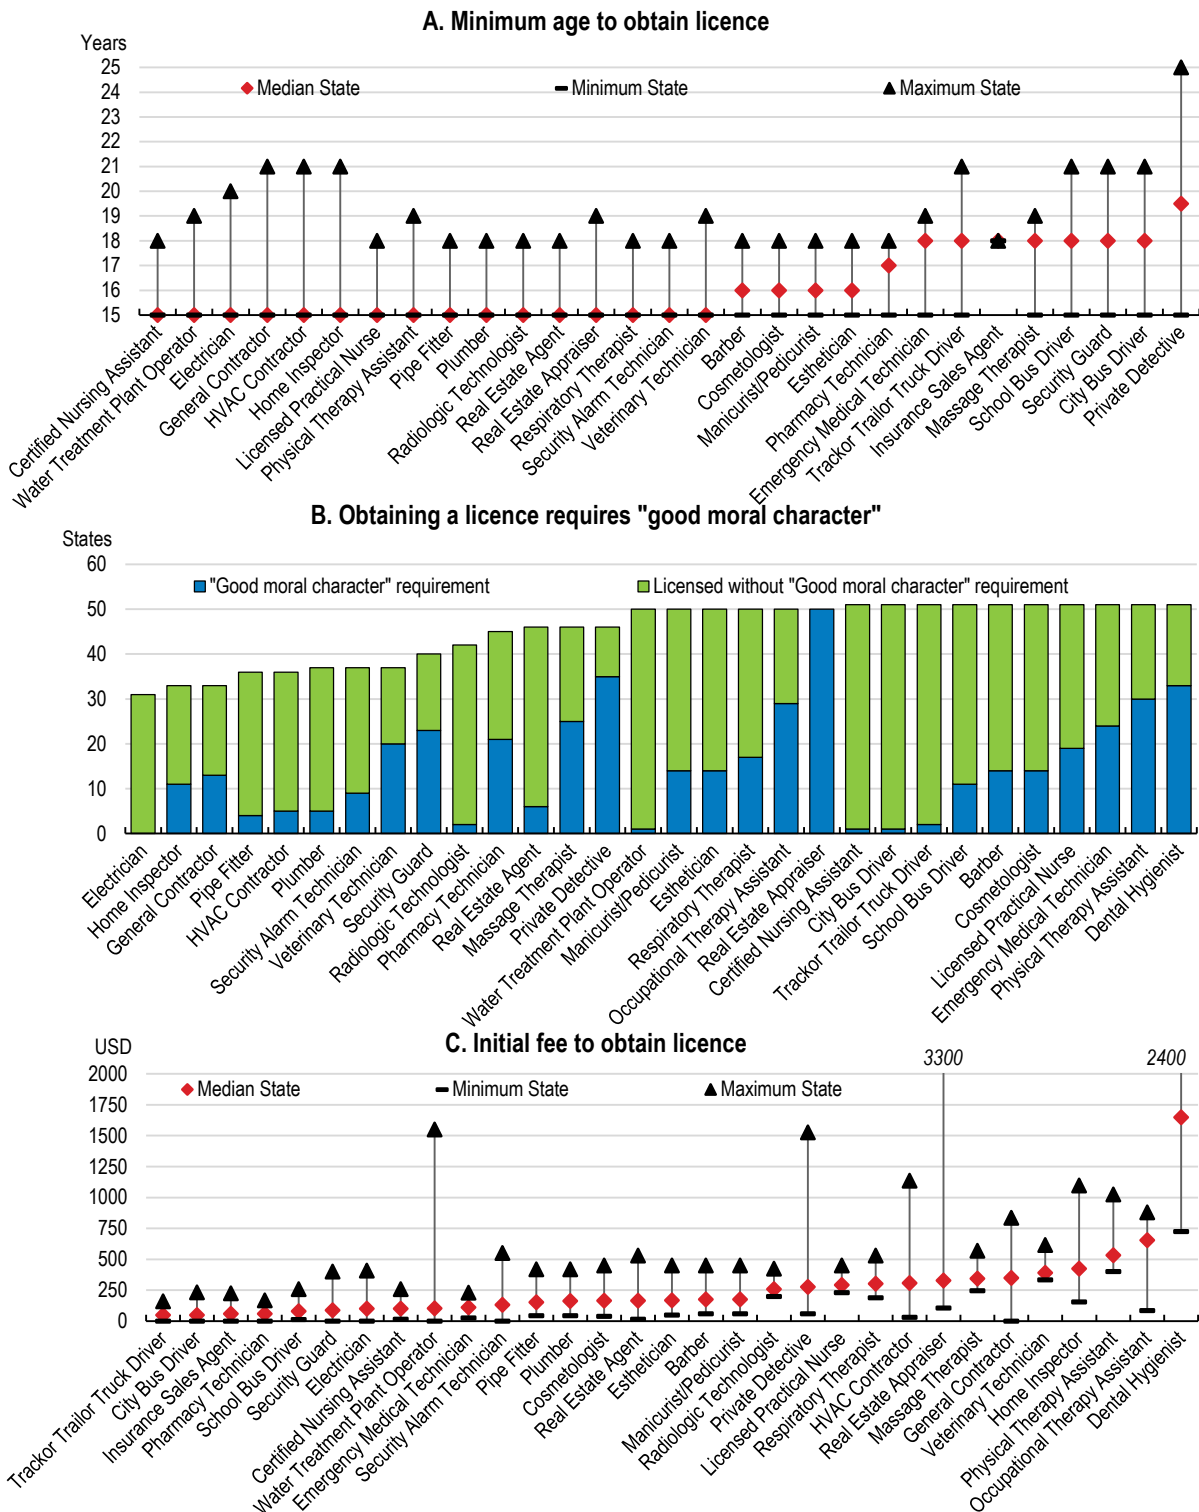 A. Minimum age to obtain licence
Years
25
24
23
22
21
20
19
18
17
16
15
Median State
Minimum State
Maximum State
Certified Nursing Assistant
Water Treatment Plant Operator
Electrician
General Contractor
HVAC Contractor
Home Inspector
Licensed Practical Nurse
Physical Therapy Assistant
Pipe Fitter
Plumber
Radiologic Technologist
Real Estate Agent
Real Estate Appraiser
Respiratory Therapist
Security Alarm Technician
Veterinary Technician
Barber
Cosmetologist
Manicurist/Pedicurist
Esthetician
Pharmacy Technician
Emergency Medical Technician
Trackor Trailor Truck Driver
Insurance Sales Agent
Massage Therapist
School Bus Driver
Security Guard
City Bus Driver
Private Detective
B. Obtaining a licence requires "good moral character"
States
60
50
40
30
20
10
0
"Good moral character" requirement
Licensed without "Good moral character" requirement
Electrician
Home Inspector
General Contractor
Pipe Fitter
HVAC Contractor
Plumber
Security Alarm Technician
Veterinary Technician
Security Guard
Radiologic Technologist
Pharmacy Technician
Real Estate Agent
Massage Therapist
Private Detective
Water Treatment Plant Operator
Manicurist/Pedicurist
Esthetician
Respiratory Therapist
Occupational Therapy Assistant
Real Estate Appraiser
Certified Nursing Assistant
City Bus Driver
Trackor Trailor Truck Driver
School Bus Driver
Barber
Cosmetologist
Licensed Practical Nurse
Emergency Medical Technician
Physical Therapy Assistant
Dental Hygienist
C. Initial fee to obtain licence
USD
3300
2400
2000
1750
1500
1250
1000
750
500
250
0
Median State
Minimum State
Maximum State
Trackor Trailor Truck Driver
City Bus Driver
Insurance Sales Agent
Pharmacy Technician
School Bus Driver
Security Guard
Electrician
Certified Nursing Assistant
Water Treatment Plant Operator
Emergency Medical Technician
Security Alarm Technician
Pipe Fitter
Plumber
Cosmetologist
Real Estate Agent
Esthetician
Barber
Manicurist/Pedicurist
Radiologic Technologist
Private Detective
Licensed Practical Nurse
Respiratory Therapist
HVAC Contractor
Real Estate Appraiser
Massage Therapist
General Contractor
Veterinary Technician
Home Inspector
Physical Therapy Assistant
Occupational Therapy Assistant
Dental Hygienist